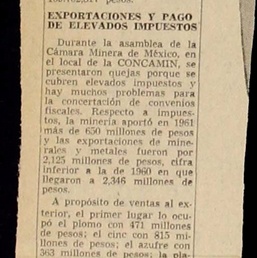 EXPORTACIONES Y PAGO
DE ELEVADOS IMPUESTOS
Durante la asamblea de la
Cámara Minera de México, en
el local de la CONCAMIN, se
presentaron quejas porque se
cubren elevados impuestos y
hay muchos problemas para
la concertación de convenios
fiscales. Respecto a impues-
tos, la minería aportó en 1961
más de 650 millones de pesos
y las exportaciones de mine-
rales y metales fueron por
2,125 millones de pesos, cifra
inferior a la de 1960 en que
llegaron a 2,346 millones de
pesos.
A propósito de ventas al ex-
terior, el primer lugar lo ocu-
pó el plomo con 471 millones
de pesos; el cinc con 815 mi-
llones de pesos; el azufre con
363 millones de pesos; la pla-